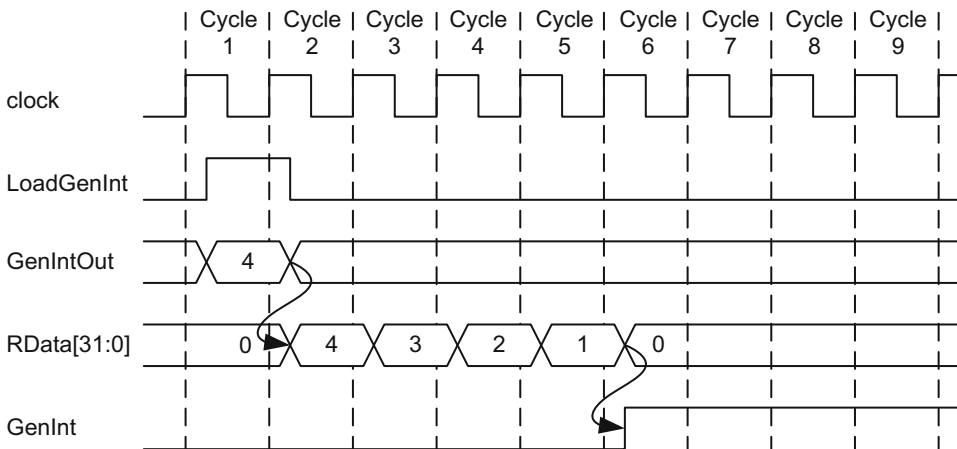 Cycle Cycle Cycle Cycle Cycle Cycle Cycle Cycle Cycle
1 2 3 4 5 6 7 8 9
clock
LoadGenInt
GenIntOut 4
RData[31:0] 0 4 3 2 1 0
GenInt